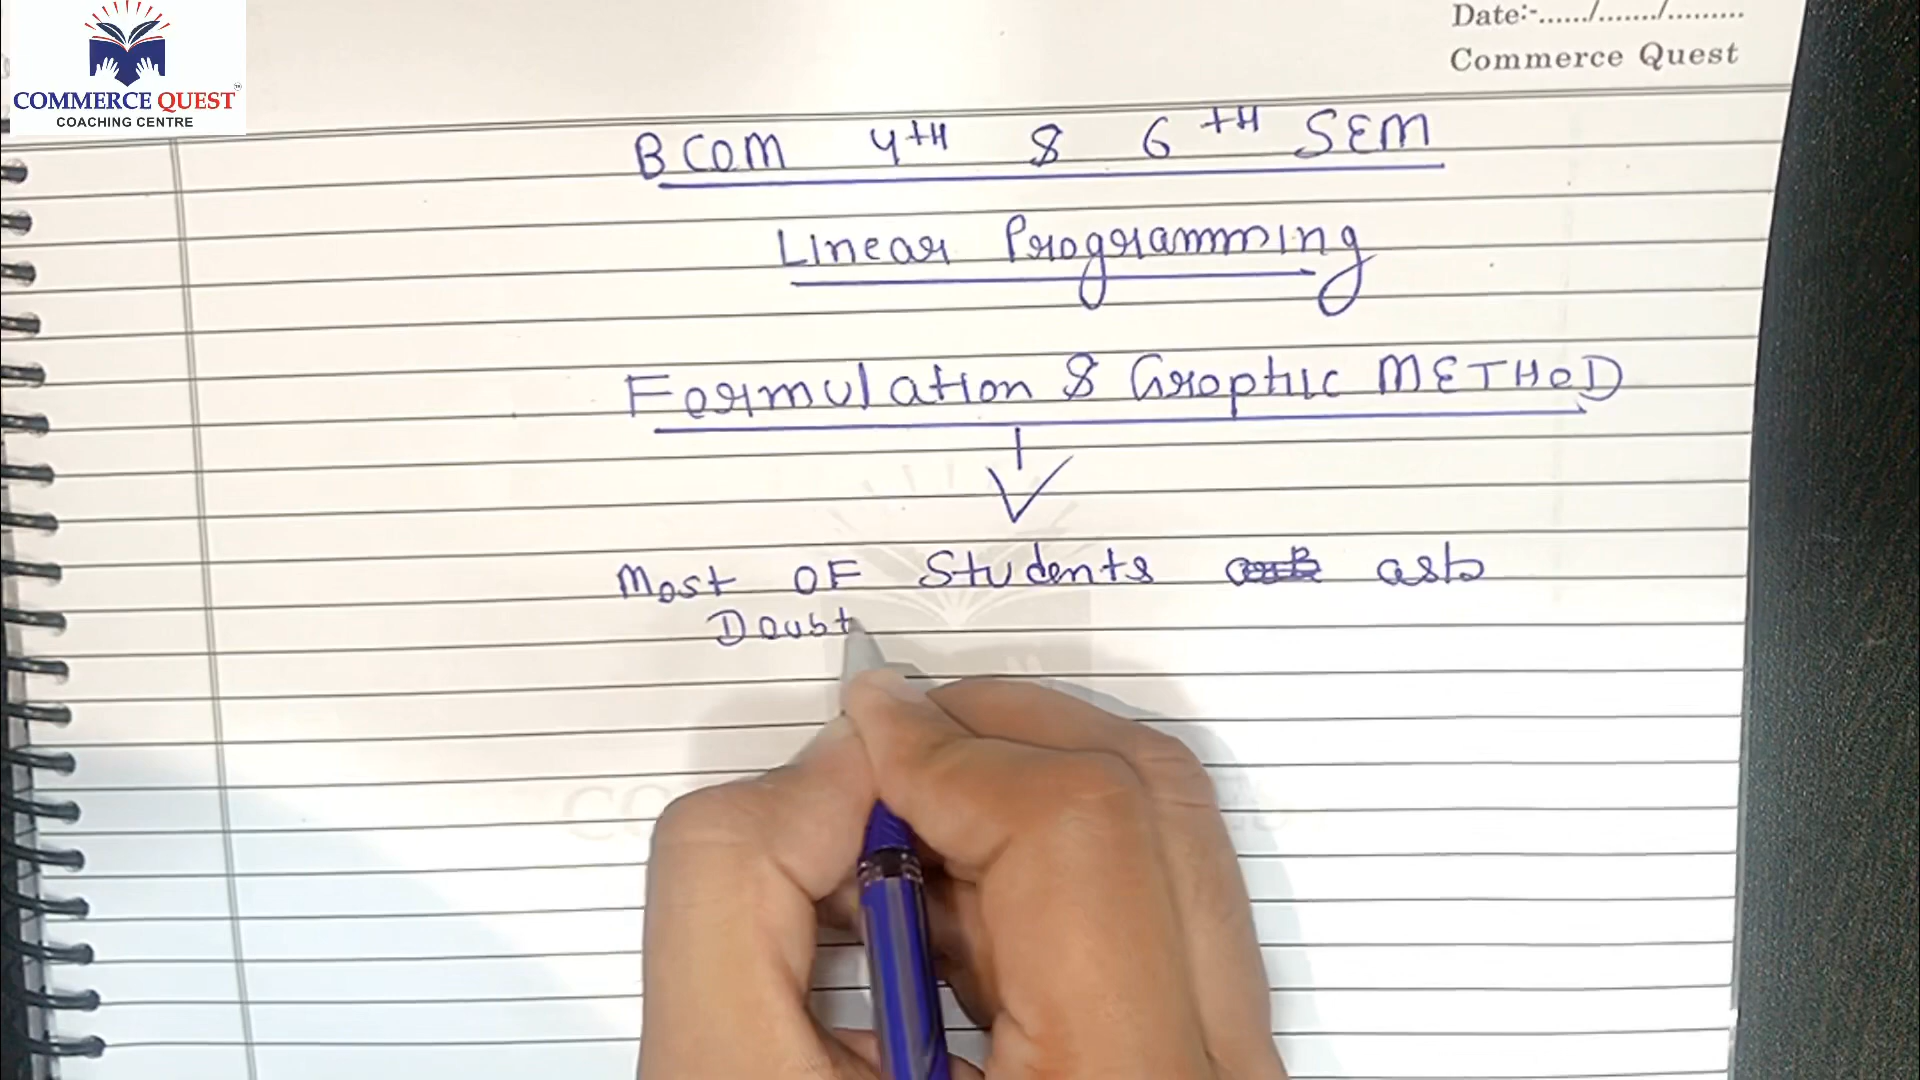 Date:-....../......./.........
Commerce Quest
COMMERCE QUEST
COACHING CENTRE
BCOM 4TH & 6TH SEM
Linear Programming
Formulation & Graphic METHOD
Most OF Students ask
Doubt